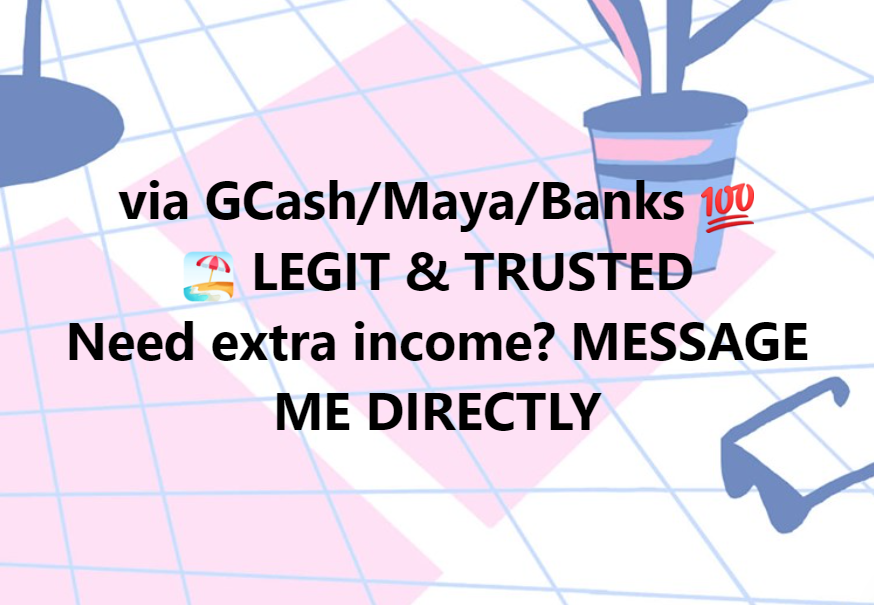 via GCash/Maya/Banks 💯
🏖️ LEGIT & TRUSTED
Need extra income? MESSAGE
ME DIRECTLY